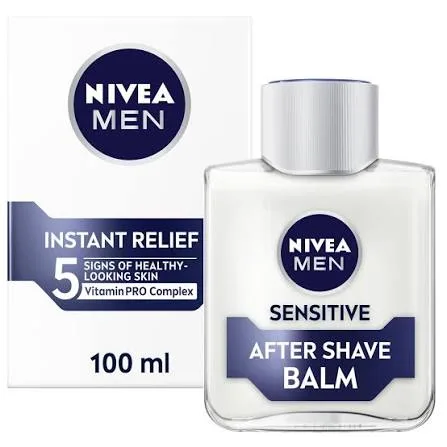 NIVEA
MEN
INSTANT RELIEF
5
SIGNS OF HEALTHY-
LOOKING SKIN
Vitamin PRO Complex
100 ml
NIVEA
MEN
SENSITIVE
AFTER SHAVE
BALM